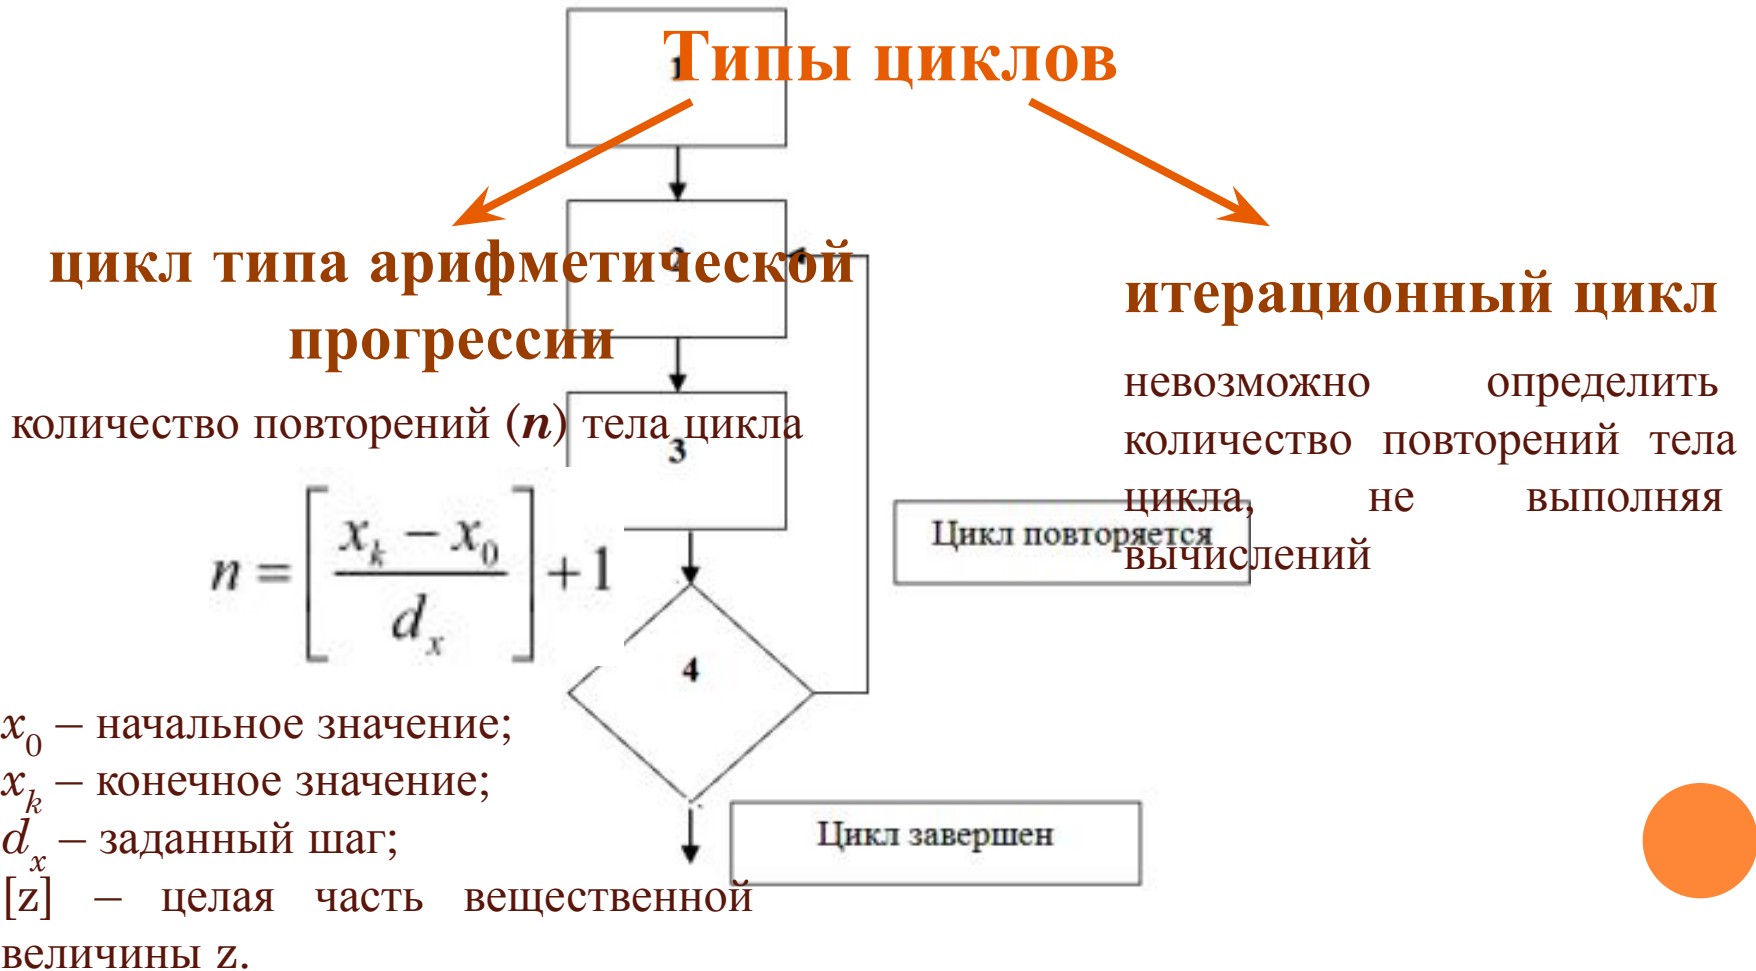 Типы циклов
1
цикл типа арифметической
прогрессии
2
количество повторений (n) тела цикла
3
n = [ (x_k − x_0) / d_x ] + 1
4
x_0 – начальное значение;
x_k – конечное значение;
d_x – заданный шаг;
[z] – целая часть вещественной
величины z.
итерационный цикл
невозможно определить
количество повторений тела
цикла, не выполняя
вычислений
Цикл повторяется
Цикл завершен